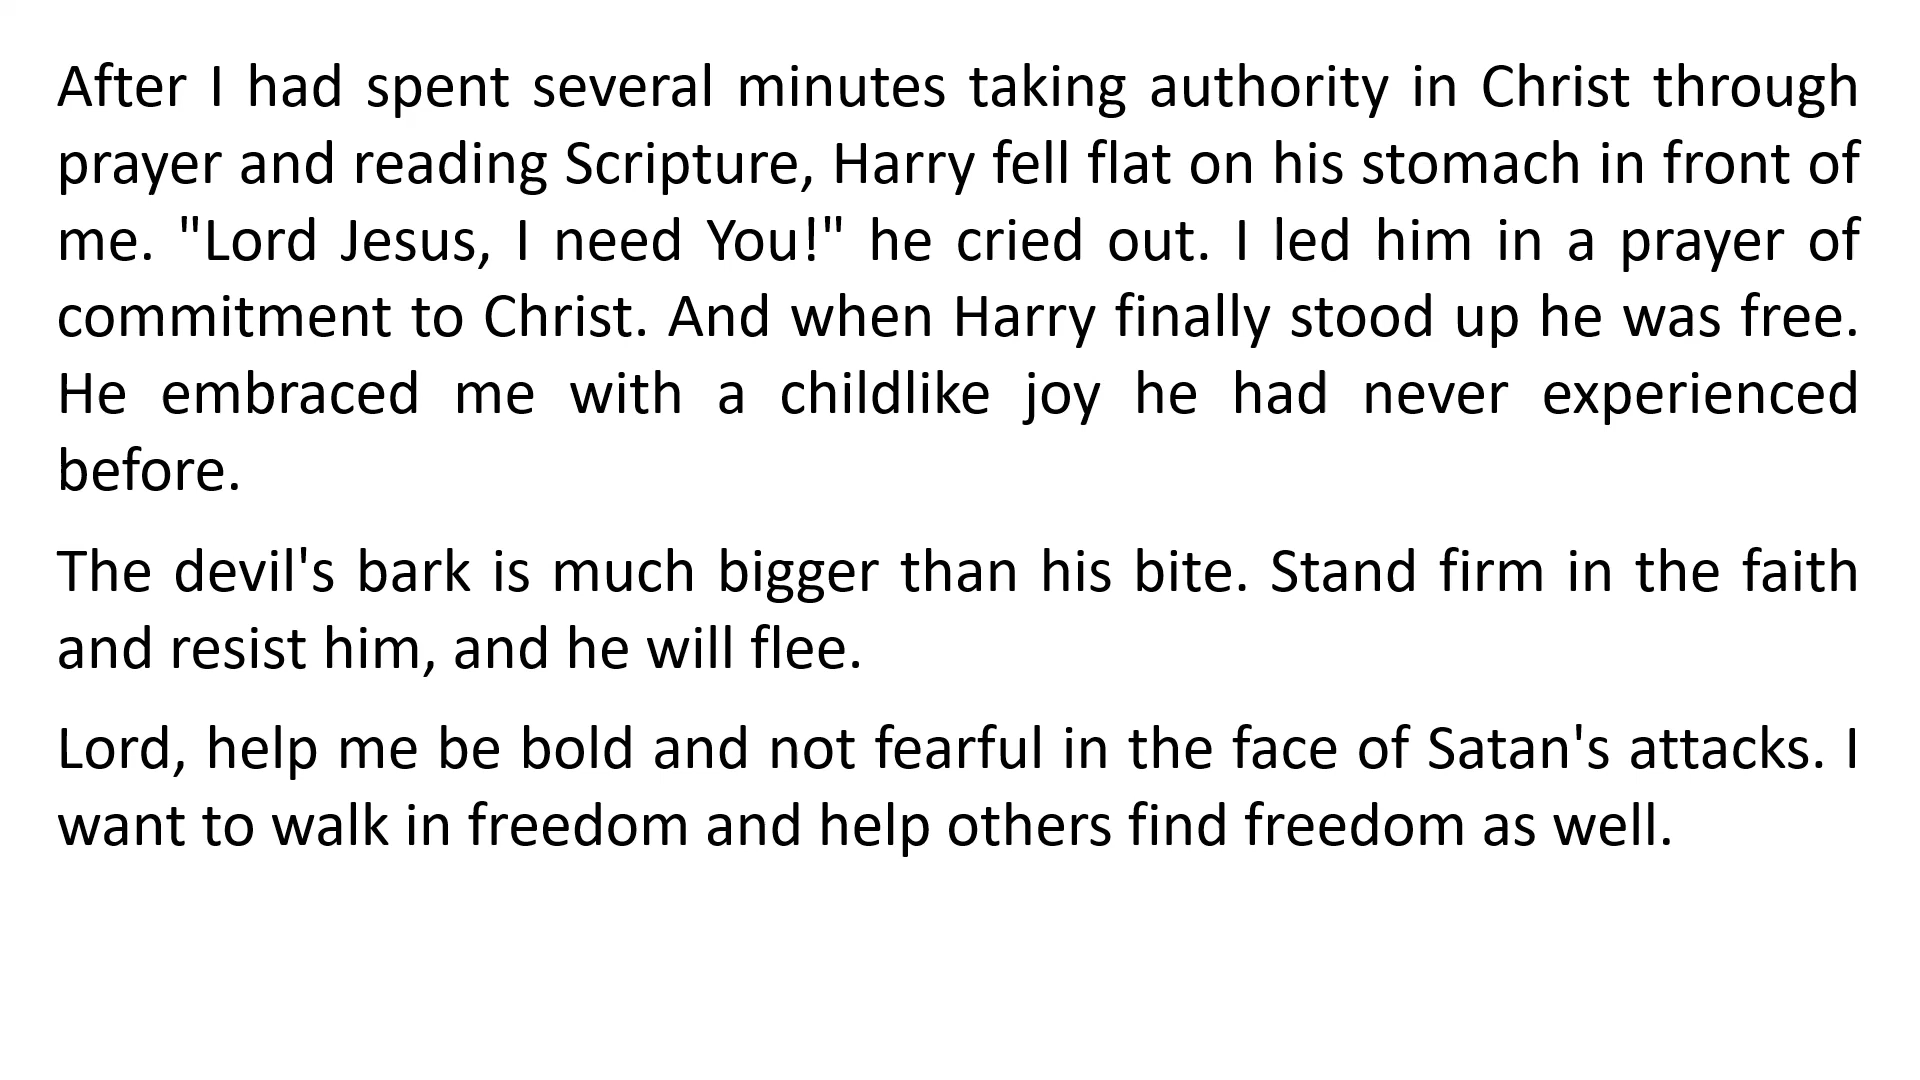 After I had spent several minutes taking authority in Christ through
prayer and reading Scripture, Harry fell flat on his stomach in front of
me. "Lord Jesus, I need You!" he cried out. I led him in a prayer of
commitment to Christ. And when Harry finally stood up he was free.
He embraced me with a childlike joy he had never experienced
before.
The devil's bark is much bigger than his bite. Stand firm in the faith
and resist him, and he will flee.
Lord, help me be bold and not fearful in the face of Satan's attacks. I
want to walk in freedom and help others find freedom as well.